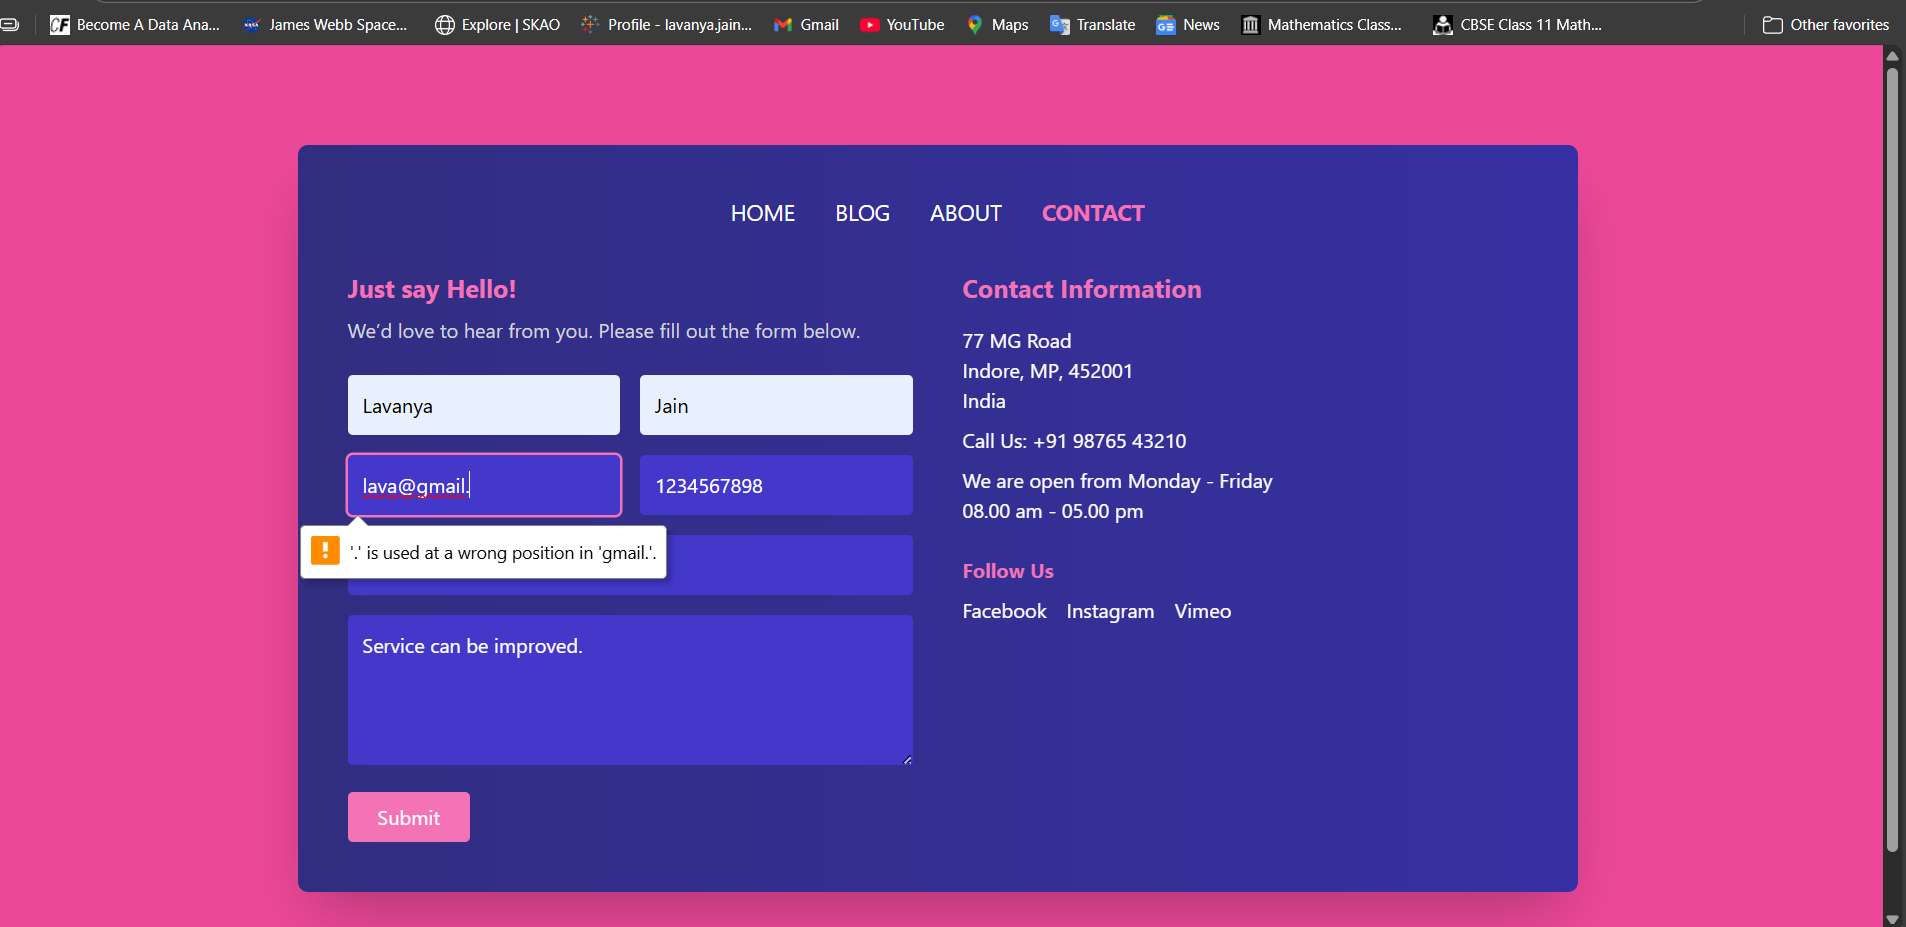 CF Become A Data Ana...
NASA James Webb Space...
Explore | SKAO
Profile - lavanya.jain...
Gmail
YouTube
Maps
Translate
News
Mathematics Class...
CBSE Class 11 Math...
Other favorites
HOME BLOG ABOUT CONTACT
Just say Hello!
We’d love to hear from you. Please fill out the form below.
Lavanya
Jain
lava@gmail.
1234567898
'.' is used at a wrong position in 'gmail.'.
Service can be improved.
Submit
Contact Information
77 MG Road
Indore, MP, 452001
India
Call Us: +91 98765 43210
We are open from Monday - Friday
08.00 am - 05.00 pm
Follow Us
Facebook Instagram Vimeo